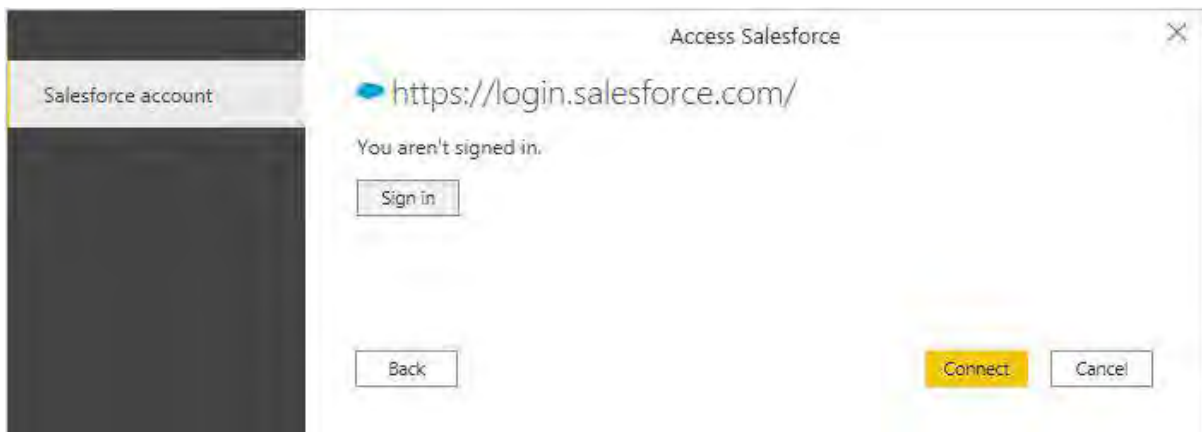 Access Salesforce
Salesforce account
https://login.salesforce.com/
You aren't signed in.
Sign in
Back
Connect
Cancel